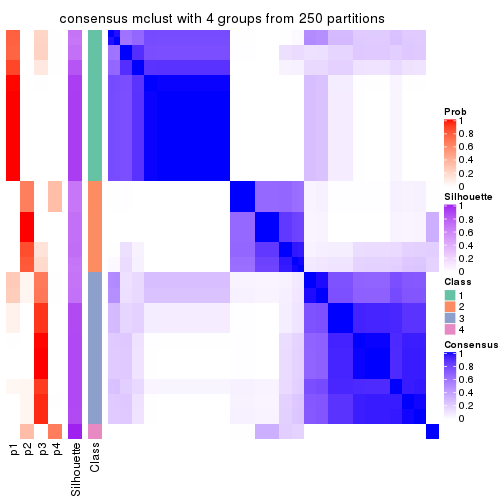 consensus mclust with 4 groups from 250 partitions
Prob
1
0.8
0.6
0.4
0.2
0
Silhouette
1
0.8
0.6
0.4
0.2
0
Class
1
2
3
4
Consensus
1
0.8
0.6
0.4
0.2
0
p1
p2
p3
p4
Silhouette
Class